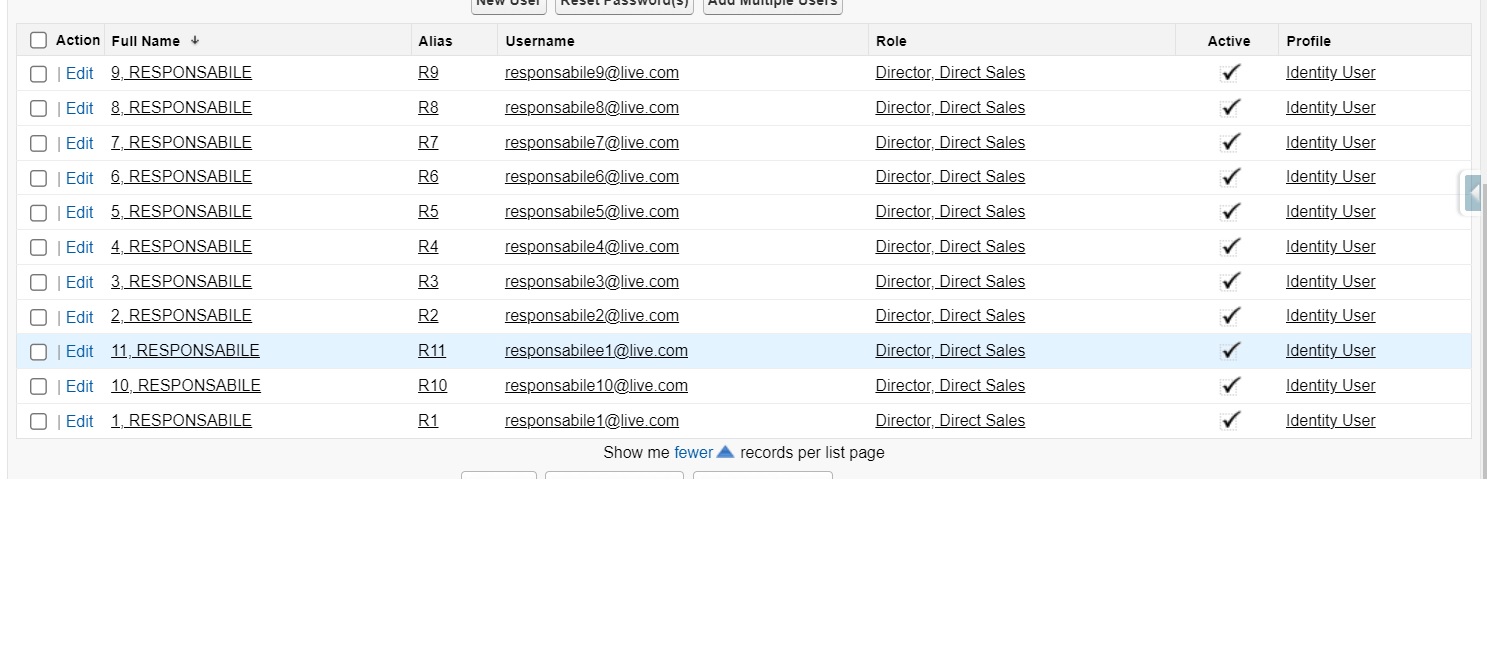 New User Reset Password(s) Add Multiple Users
Action Full Name ↓ Alias Username Role Active Profile
| Edit 9, RESPONSABILE R9 responsabile9@live.com Director, Direct Sales ✓ Identity User
| Edit 8, RESPONSABILE R8 responsabile8@live.com Director, Direct Sales ✓ Identity User
| Edit 7, RESPONSABILE R7 responsabile7@live.com Director, Direct Sales ✓ Identity User
| Edit 6, RESPONSABILE R6 responsabile6@live.com Director, Direct Sales ✓ Identity User
| Edit 5, RESPONSABILE R5 responsabile5@live.com Director, Direct Sales ✓ Identity User
| Edit 4, RESPONSABILE R4 responsabile4@live.com Director, Direct Sales ✓ Identity User
| Edit 3, RESPONSABILE R3 responsabile3@live.com Director, Direct Sales ✓ Identity User
| Edit 2, RESPONSABILE R2 responsabile2@live.com Director, Direct Sales ✓ Identity User
| Edit 11, RESPONSABILE R11 responsabilee1@live.com Director, Direct Sales ✓ Identity User
| Edit 10, RESPONSABILE R10 responsabile10@live.com Director, Direct Sales ✓ Identity User
| Edit 1, RESPONSABILE R1 responsabile1@live.com Director, Direct Sales ✓ Identity User
Show me fewer ▲ records per list page